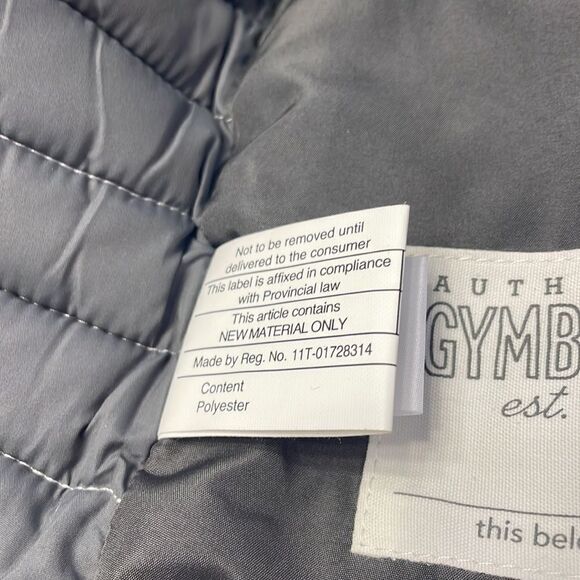 Not to be removed until
delivered to the consumer
This label is affixed in compliance
with Provincial law
This article contains
NEW MATERIAL ONLY
Made by Reg. No. 11T-01728314
Content
Polyester
AUTH
GYMB
est.
this bel